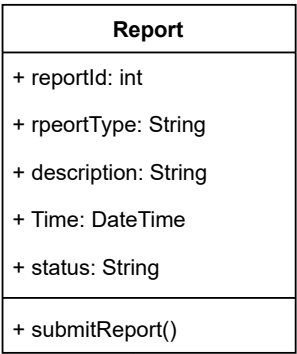 Report
+ reportId: int
+ rpeortType: String
+ description: String
+ Time: DateTime
+ status: String
+ submitReport()